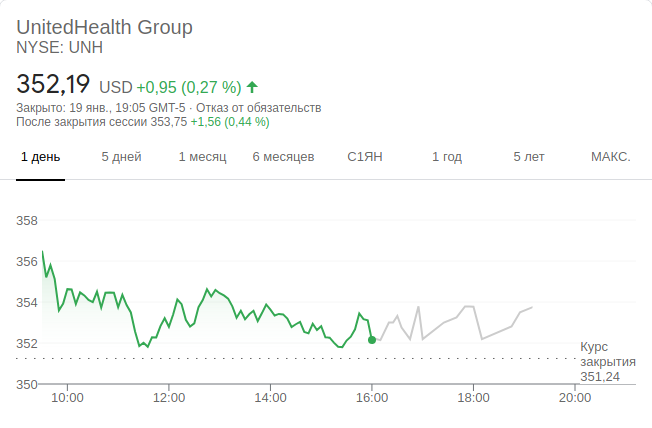 UnitedHealth Group
NYSE: UNH
352,19 USD +0,95 (0,27 %)
Закрыто: 19 янв., 19:05 GMT-5 · Отказ от обязательств
После закрытия сессии 353,75 +1,56 (0,44 %)
1 день 5 дней 1 месяц 6 месяцев С1ЯН 1 год 5 лет МАКС.
358
356
354
352
Курс
закрытия
351,24
350
10:00 12:00 14:00 16:00 18:00 20:00